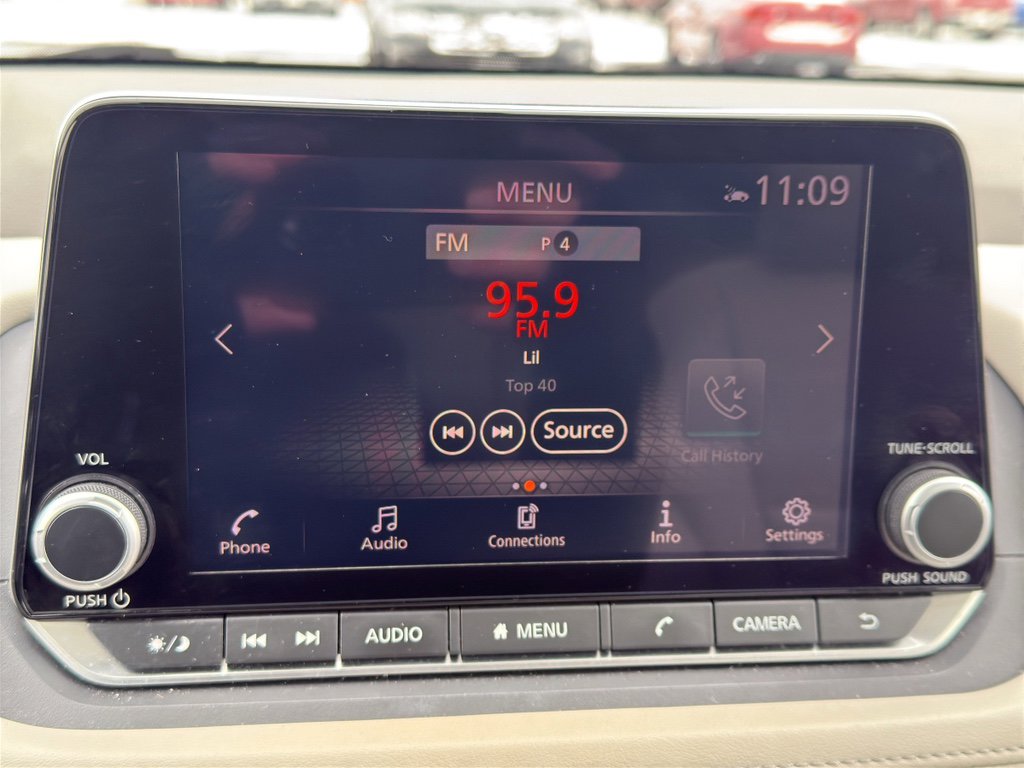 MENU 11:09
FM P 4
95.9
FM
Lil
Top 40
Source
Call History
VOL
TUNE·SCROLL
Phone Audio Connections Info Settings
PUSH
PUSH SOUND
AUDIO MENU CAMERA